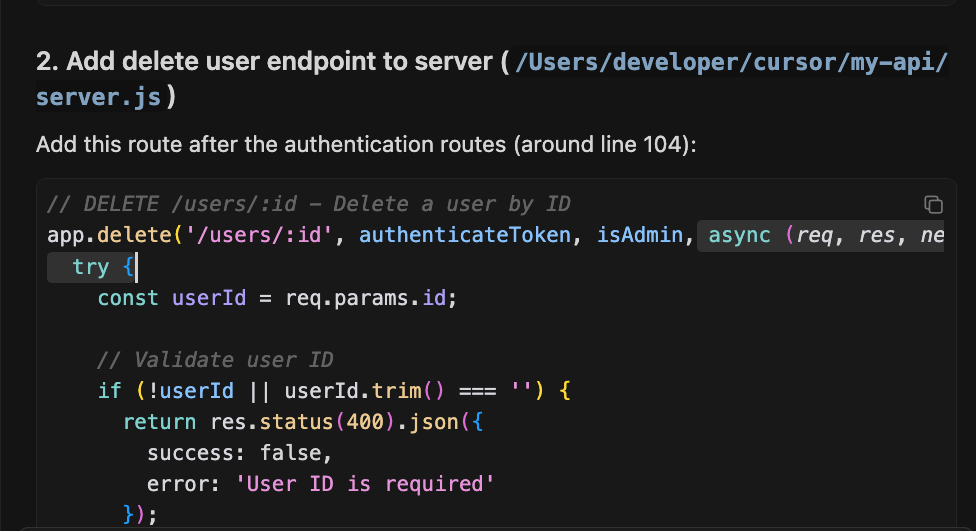 2. Add delete user endpoint to server ( /Users/developer/cursor/my-api/
server.js )
Add this route after the authentication routes (around line 104):
// DELETE /users/:id – Delete a user by ID
app.delete('/users/:id', authenticateToken, isAdmin, async (req, res, ne
try {
const userId = req.params.id;
// Validate user ID
if (!userId || userId.trim() === '') {
return res.status(400).json({
success: false,
error: 'User ID is required'
});